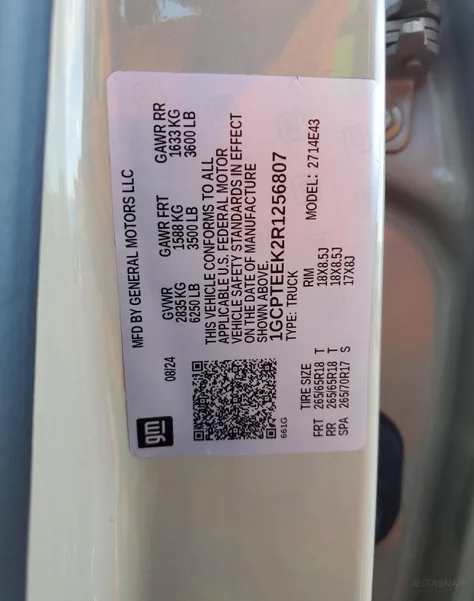 MFD BY GENERAL MOTORS LLC
gm
08/24
GVWR
2835 KG
6250 LB
GAWR FRT
1588 KG
3500 LB
GAWR RR
1633 KG
3600 LB
THIS VEHICLE CONFORMS TO ALL
APPLICABLE U.S. FEDERAL MOTOR
VEHICLE SAFETY STANDARDS IN EFFECT
ON THE DATE OF MANUFACTURE
SHOWN ABOVE.
1GCPTEEK2R1256807
TYPE: TRUCK
MODEL: 2714E43
661G
TIRE SIZE RIM
FRT 265/65R18 T 18X8.5J
RR 265/65R18 T 18X8.5J
SPA 265/70R17 S 17X8J
AUTASNAP